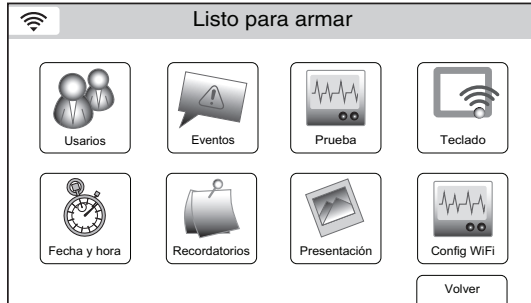 Listo para armar
Usarios
Eventos
Prueba
Teclado
Fecha y hora
Recordatorios
Presentación
Config WiFi
Volver